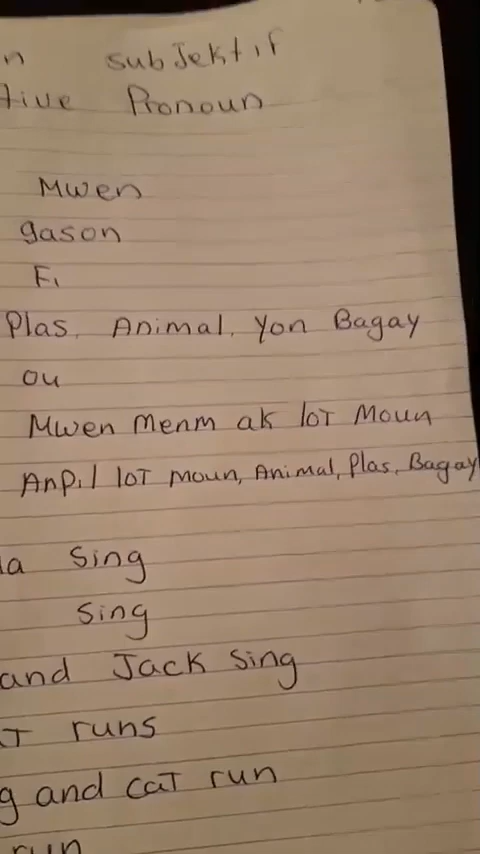 n subjektif
tive Pronoun
Mwen
gason
Fi
Plas, Animal, Yon Bagay
ou
Mwen menm ak lot moun
Anpil lot moun, Animal, Plas, Bagay
a sing
sing
and Jack sing
T runs
g and cat run
run